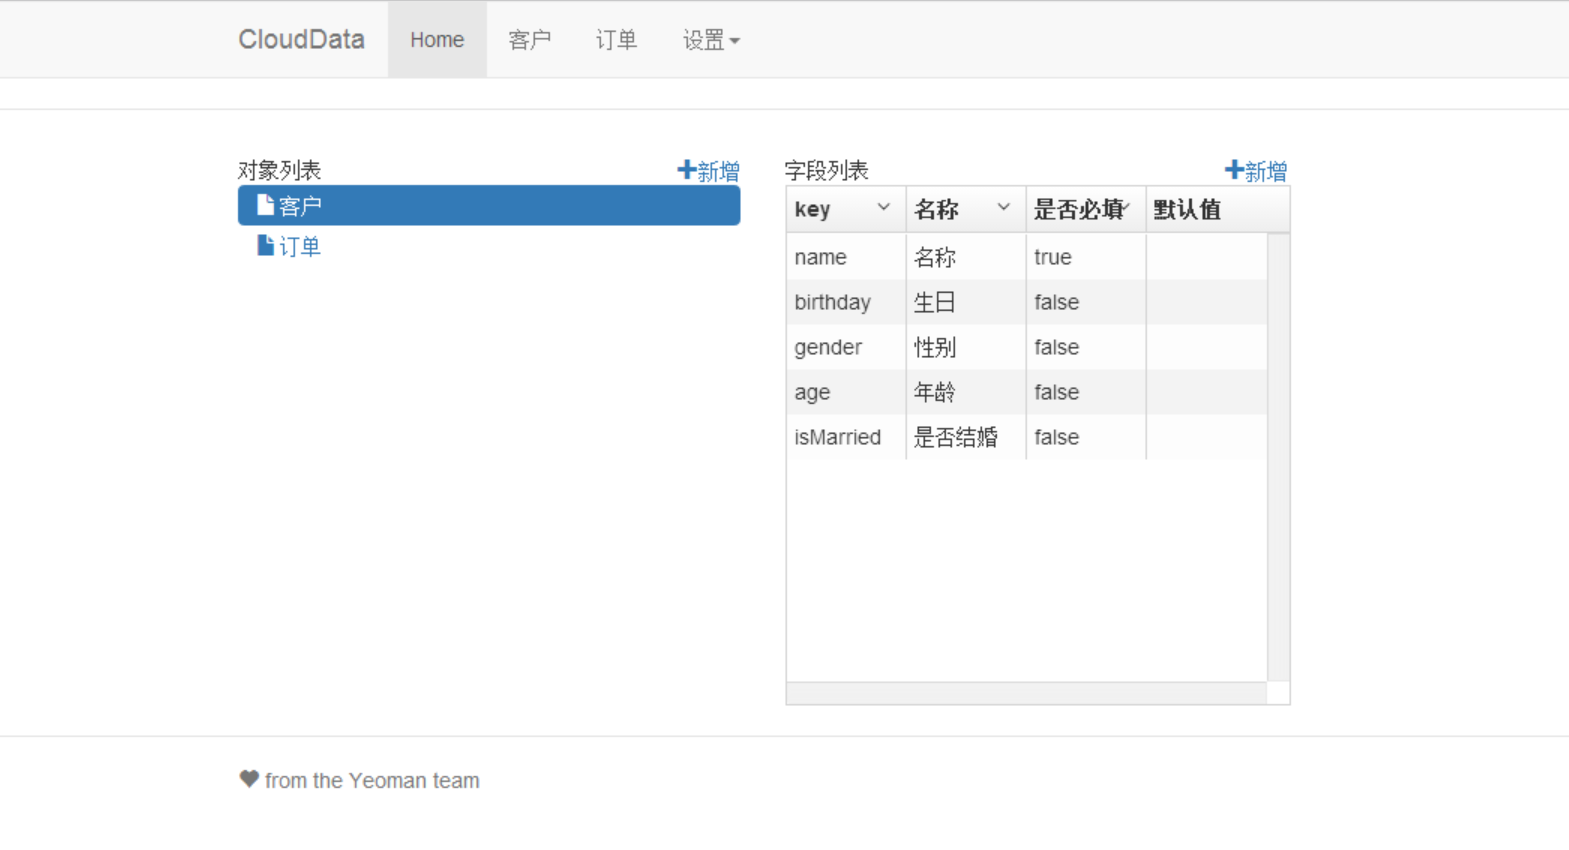 CloudData Home 客户 订单 设置
对象列表 新增
客户
订单
字段列表 新增
key 名称 是否必填 默认值
name 名称 true
birthday 生日 false
gender 性别 false
age 年龄 false
isMarried 是否结婚 false
from the Yeoman team